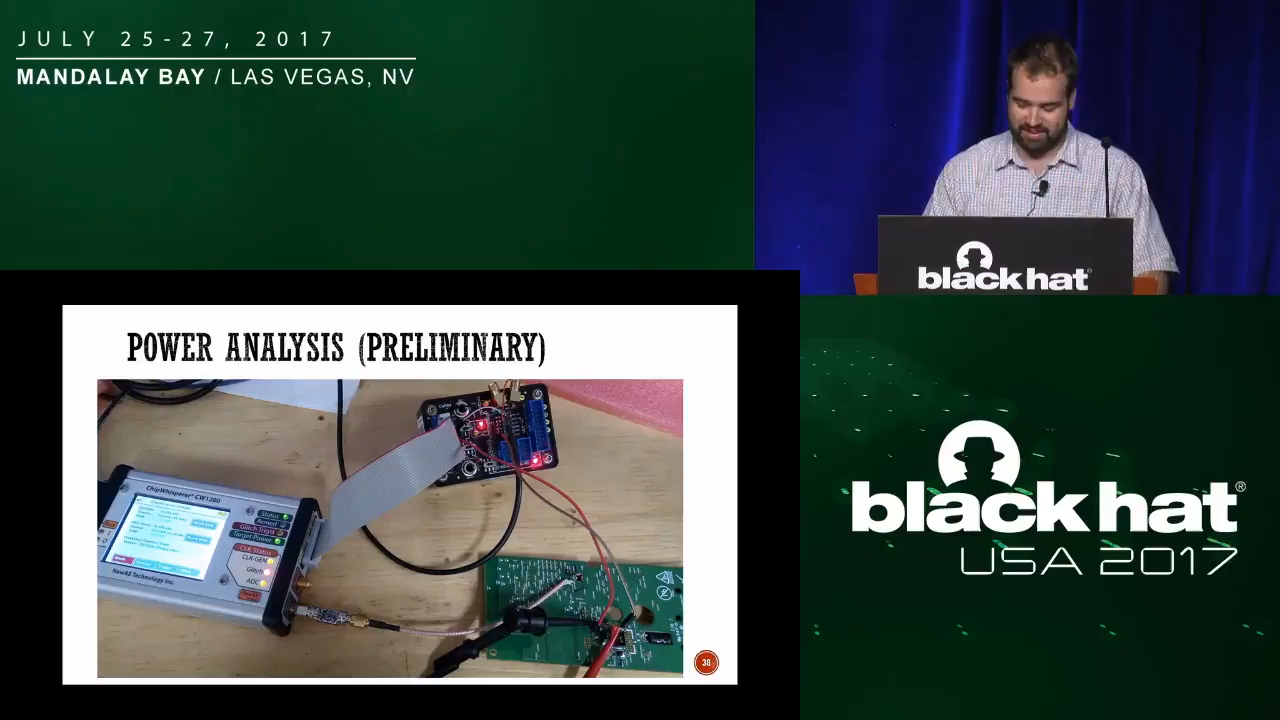 JULY 25-27, 2017
MANDALAY BAY / LAS VEGAS, NV
black hat
POWER ANALYSIS (PRELIMINARY)
ChipWhisperer® CW1200
Status
Armed
Glitch Trig'd
Target Power
CLK Status
CLK-GEN
Glitch
ADC
NewAE Technology Inc.
38
black hat®
USA 2017